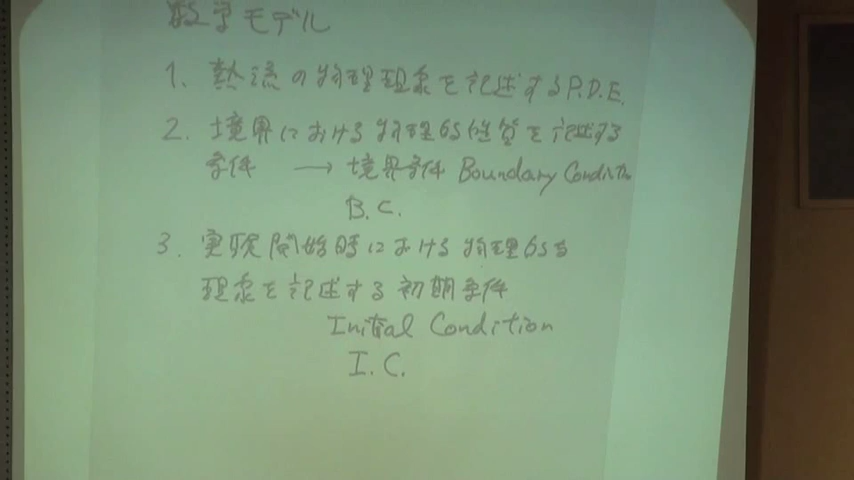 数学モデル
1. 熱流の物理現象を記述するP.D.E.
2. 境界における物理的性質を記述する
条件 → 境界条件 Boundary Condition
B.C.
3. 実験開始時における物理的な
現象を記述する初期条件
Initial Condition
I.C.